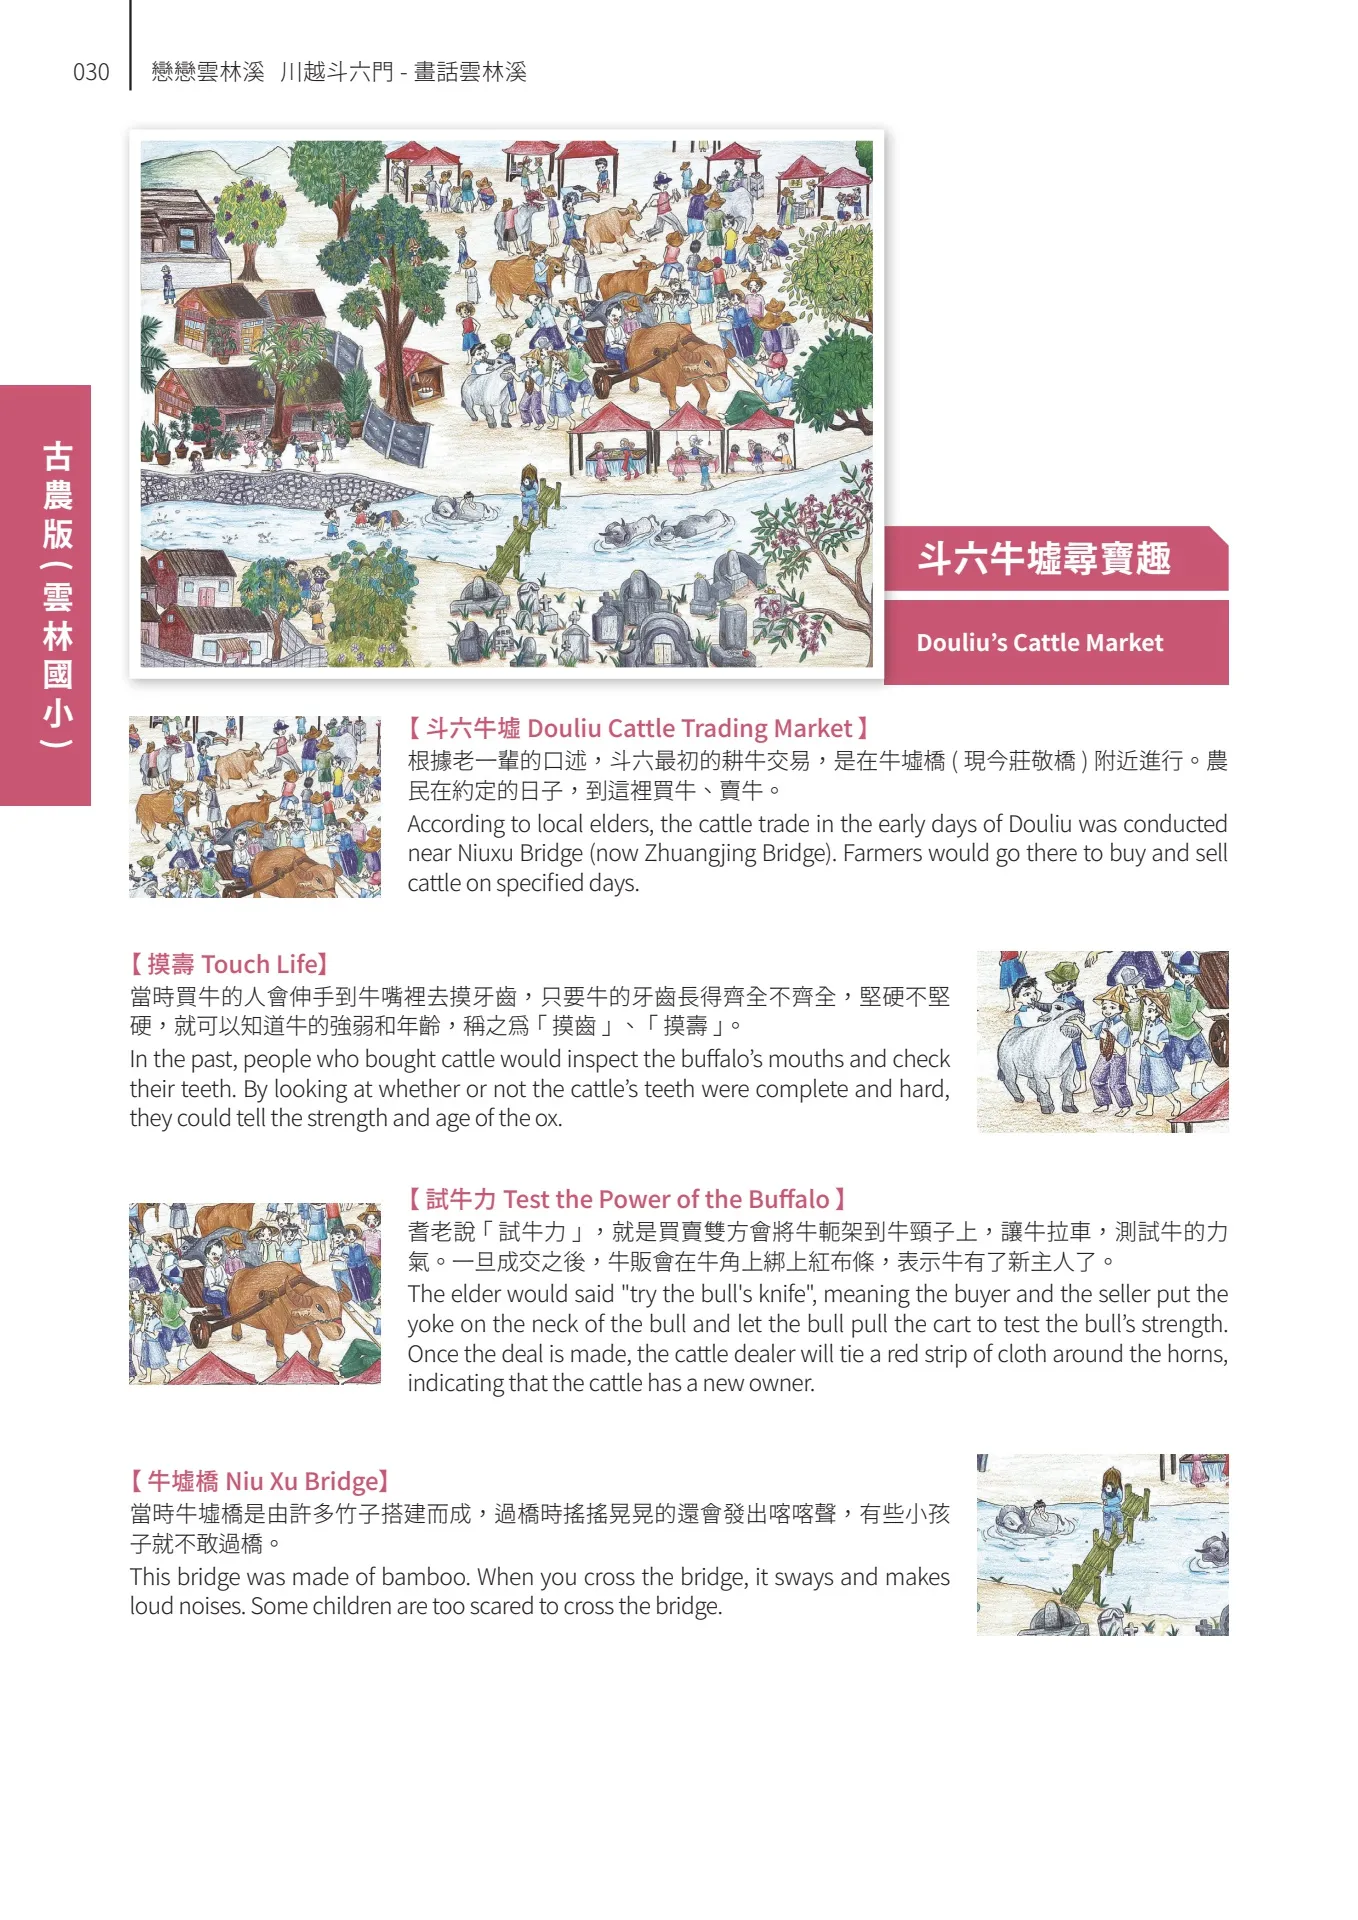 030
戀戀雲林溪 川越斗六門 - 畫話雲林溪
古農版(雲林國小)
斗六牛墟尋寶趣
Douliu’s Cattle Market
【 斗六牛墟 Douliu Cattle Trading Market 】
根據老一輩的口述，斗六最初的耕牛交易，是在牛墟橋 ( 現今莊敬橋 ) 附近進行。農
民在約定的日子，到這裡買牛、賣牛。
According to local elders, the cattle trade in the early days of Douliu was conducted
near Niuxu Bridge (now Zhuangjing Bridge). Farmers would go there to buy and sell
cattle on specified days.
【 摸壽 Touch Life】
當時買牛的人會伸手到牛嘴裡去摸牙齒，只要牛的牙齒長得齊全不齊全，堅硬不堅
硬，就可以知道牛的強弱和年齡，稱之爲「 摸齒 」、「 摸壽 」。
In the past, people who bought cattle would inspect the buffalo’s mouths and check
their teeth. By looking at whether or not the cattle’s teeth were complete and hard,
they could tell the strength and age of the ox.
【 試牛力 Test the Power of the Buffalo 】
耆老說「 試牛力 」，就是買賣雙方會將牛軛架到牛頸子上，讓牛拉車，測試牛的力
氣。一旦成交之後，牛販會在牛角上綁上紅布條，表示牛有了新主人了。
The elder would said "try the bull's knife", meaning the buyer and the seller put the
yoke on the neck of the bull and let the bull pull the cart to test the bull’s strength.
Once the deal is made, the cattle dealer will tie a red strip of cloth around the horns,
indicating that the cattle has a new owner.
【 牛墟橋 Niu Xu Bridge】
當時牛墟橋是由許多竹子搭建而成，過橋時搖搖晃晃的還會發出喀喀聲，有些小孩
子就不敢過橋。
This bridge was made of bamboo. When you cross the bridge, it sways and makes
loud noises. Some children are too scared to cross the bridge.